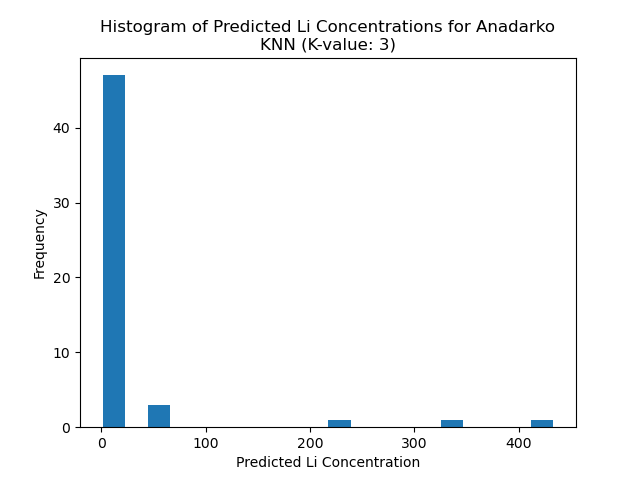 Histogram of Predicted Li Concentrations for Anadarko
KNN (K-value: 3)
Frequency
40
30
20
10
0
0 100 200 300 400
Predicted Li Concentration